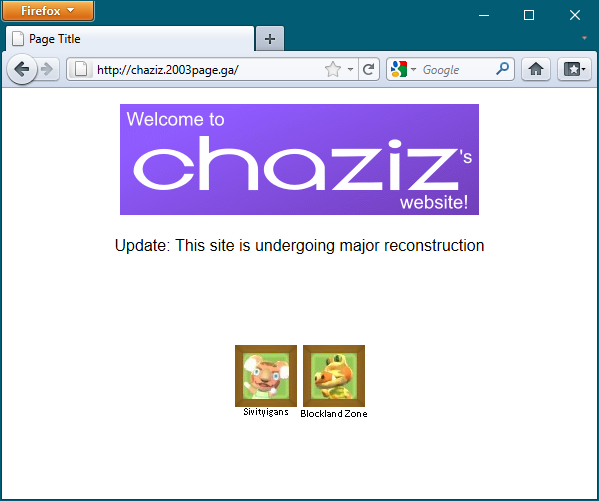 Firefox
Page Title
http://chaziz.2003page.ga/
Google
Welcome to
chaziz's
website!
Update: This site is undergoing major reconstruction
Sivityigans
Blockland Zone